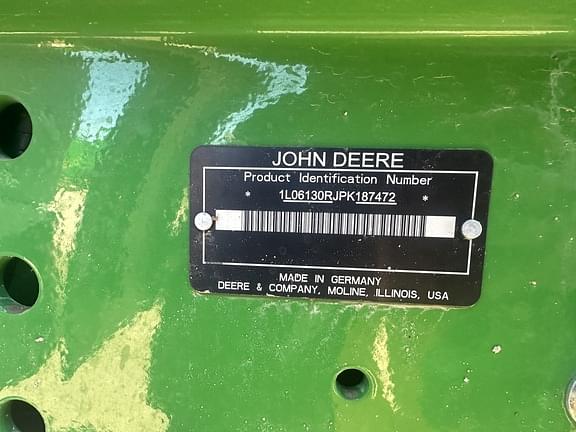 JOHN DEERE
Product Identification Number
* 1L06130RJPK187472 *
MADE IN GERMANY
DEERE & COMPANY, MOLINE, ILLINOIS, USA